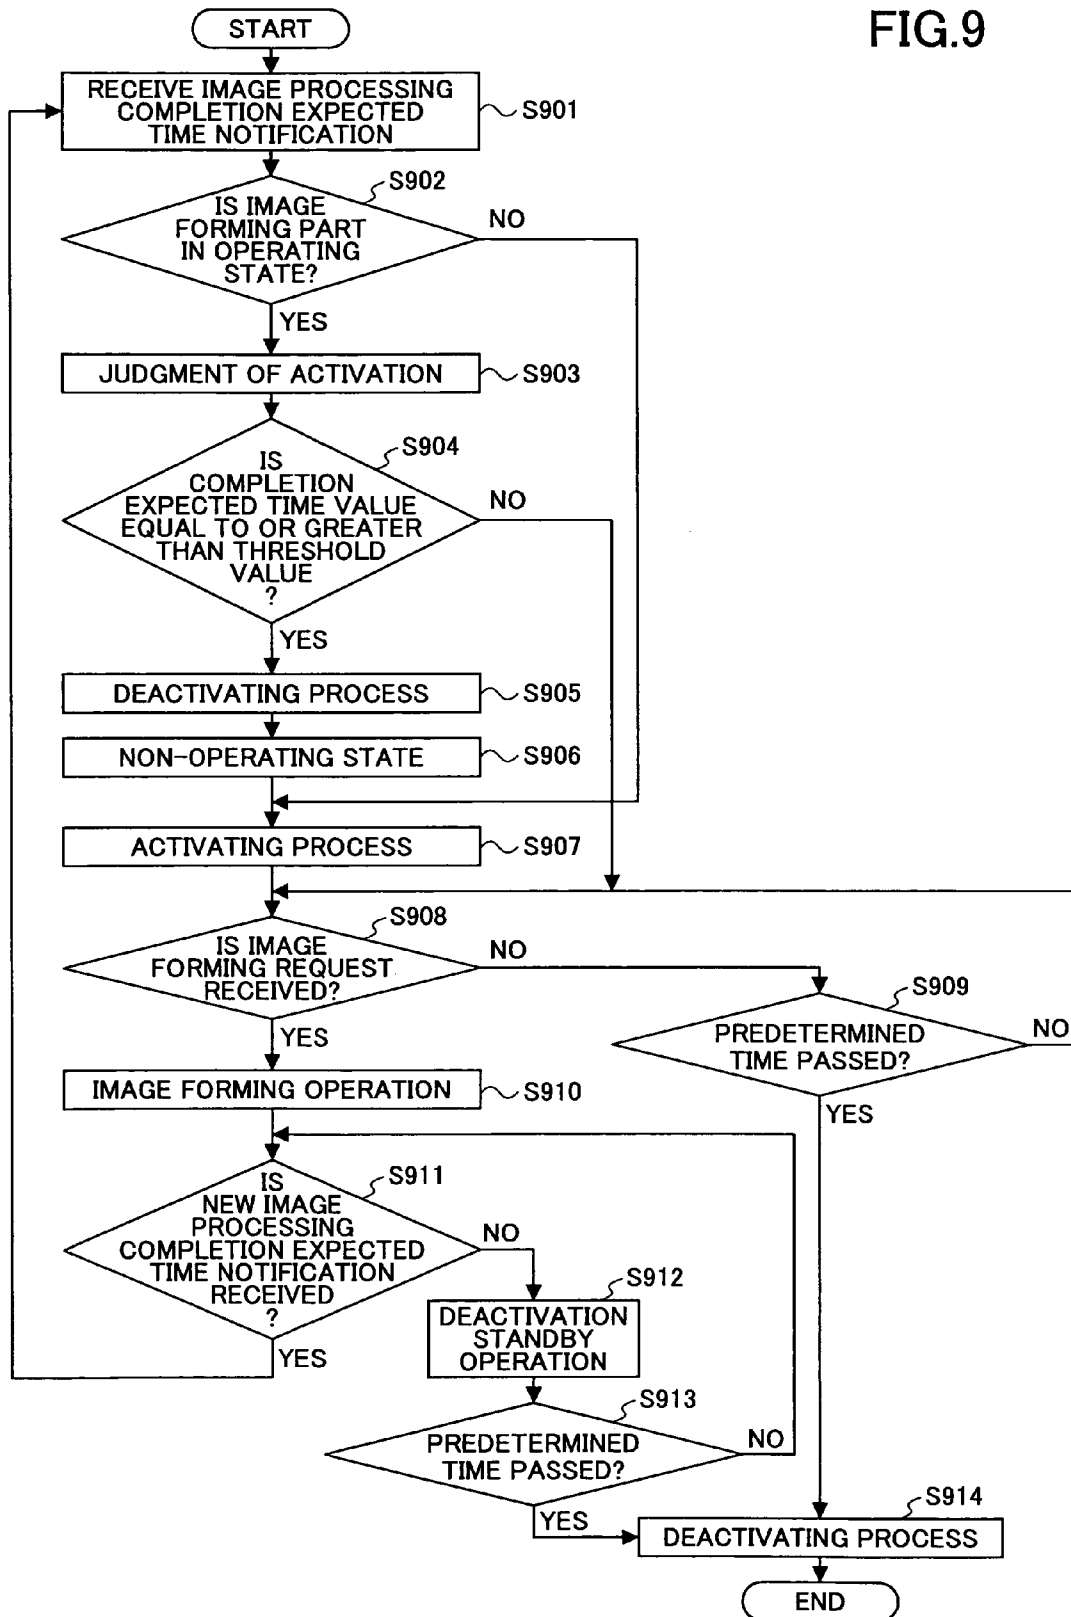 FIG.9
START
RECEIVE IMAGE PROCESSING
COMPLETION EXPECTED
TIME NOTIFICATION
S901
S902
IS IMAGE
FORMING PART
IN OPERATING
STATE?
NO
YES
JUDGMENT OF ACTIVATION
S903
S904
IS
COMPLETION
EXPECTED TIME VALUE
EQUAL TO OR GREATER
THAN THRESHOLD
VALUE
?
NO
YES
DEACTIVATING PROCESS
S905
NON-OPERATING STATE
S906
ACTIVATING PROCESS
S907
S908
IS IMAGE
FORMING REQUEST
RECEIVED?
NO
YES
S909
PREDETERMINED
TIME PASSED?
NO
YES
IMAGE FORMING OPERATION
S910
S911
IS
NEW IMAGE
PROCESSING
COMPLETION EXPECTED
TIME NOTIFICATION
RECEIVED
?
NO
YES
S912
DEACTIVATION
STANDBY
OPERATION
S913
PREDETERMINED
TIME PASSED?
NO
YES
S914
DEACTIVATING PROCESS
END